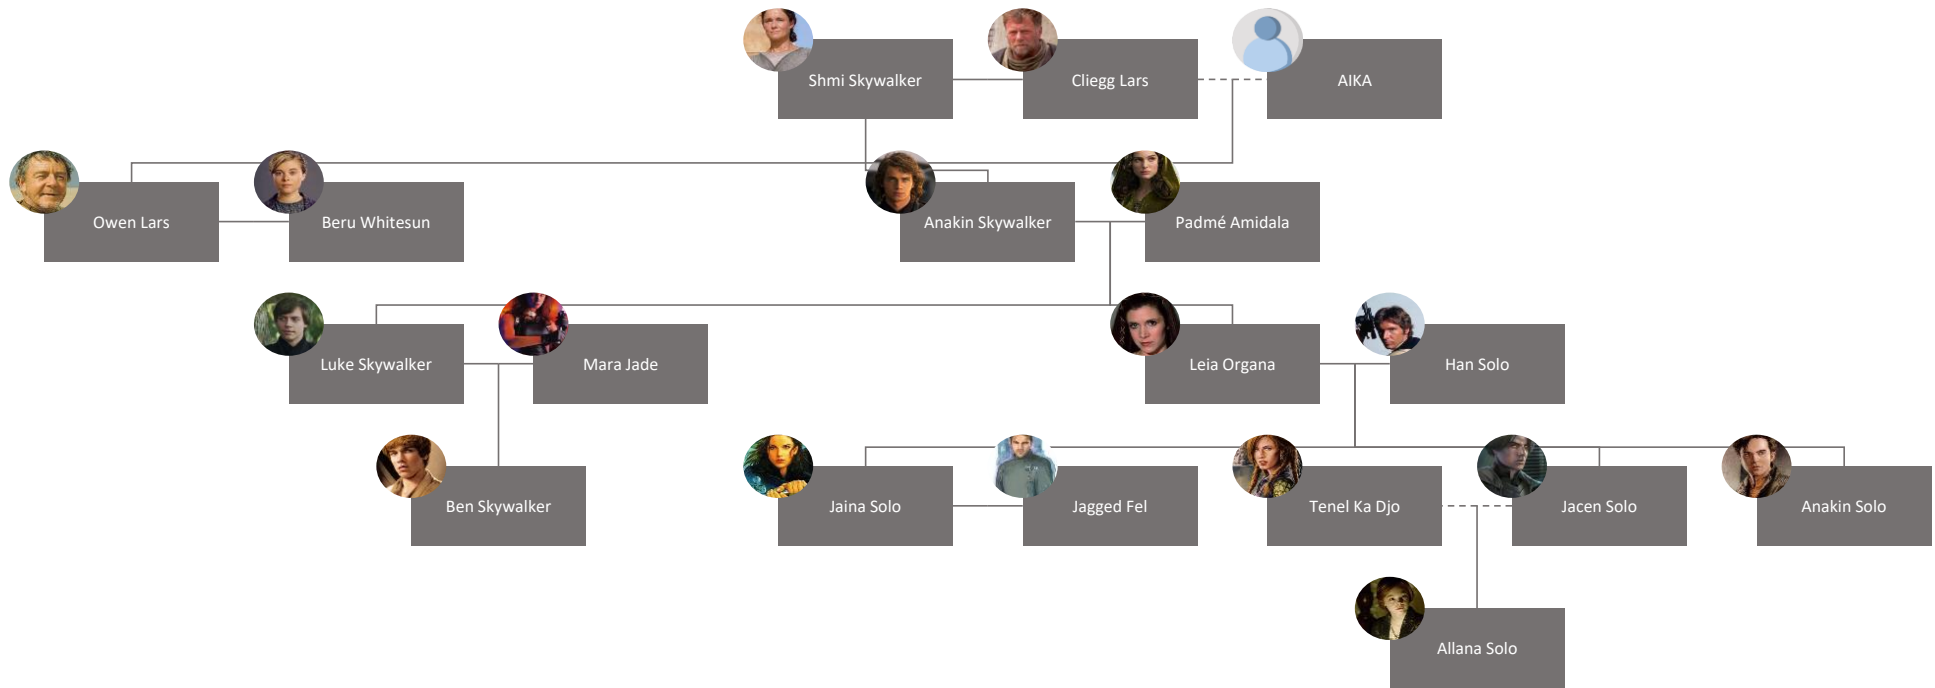 Shmi Skywalker
Cliegg Lars
AIKA
Owen Lars
Beru Whitesun
Anakin Skywalker
Padmé Amidala
Luke Skywalker
Mara Jade
Leia Organa
Han Solo
Ben Skywalker
Jaina Solo
Jagged Fel
Tenel Ka Djo
Jacen Solo
Anakin Solo
Allana Solo